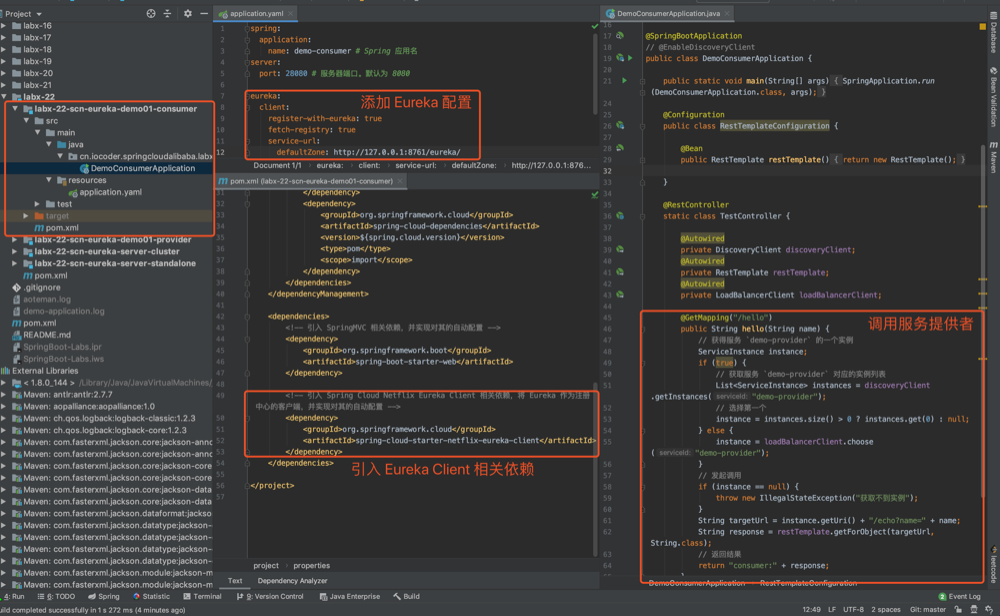 Project
labx-16
labx-17
labx-18
labx-19
labx-20
labx-21
labx-22
labx-22-scn-eureka-demo01-consumer
src
main
java
cn.iocoder.springcloudalibaba.labx
DemoConsumerApplication
resources
application.yaml
test
target
pom.xml
labx-22-scn-eureka-demo01-provider
labx-22-scn-eureka-server-cluster
labx-22-scn-eureka-server-standalone
pom.xml
.gitignore
aoteman.log
demo-application.log
pom.xml
README.md
SpringBoot-Labs.ipr
SpringBoot-Labs.iws
External Libraries
< 1.8.0_144 > /Library/Java/JavaVirtualMachines/
Maven: antlr:antlr:2.7.7
Maven: aopalliance:aopalliance:1.0
Maven: ch.qos.logback:logback-classic:1.2.3
Maven: ch.qos.logback:logback-core:1.2.3
Maven: com.fasterxml.jackson.core:jackson-anno
Maven: com.fasterxml.jackson.core:jackson-core
Maven: com.fasterxml.jackson.core:jackson-core
Maven: com.fasterxml.jackson.core:jackson-data
Maven: com.fasterxml.jackson.core:jackson-data
Maven: com.fasterxml.jackson.dataformat:jackson-
Maven: com.fasterxml.jackson.datatype:jackson-
Maven: com.fasterxml.jackson.datatype:jackson-
Maven: com.fasterxml.jackson.datatype:jackson-
Maven: com.fasterxml.jackson.datatype:jackson-
Maven: com.fasterxml.jackson.module:jackson-m
Maven: com.fasterxml.jackson.module:jackson-m
application.yaml
1 spring:
2 application:
3 name: demo-consumer # Spring 应用名
4 server:
5 port: 28080 # 服务器端口。默认为 8080
6
7 eureka:
8 client:
9 register-with-eureka: true
10 fetch-registry: true
11 service-url:
12 defaultZone: http://127.0.0.1:8761/eureka/
添加 Eureka 配置
Document 1/1 eureka: client: service-url: defaultZone: http://127.0.0.1:876...
pom.xml (labx-22-scn-eureka-demo01-consumer)
</dependency>
<dependency>
<groupId>org.springframework.cloud</groupId>
<artifactId>spring-cloud-dependencies</artifactId>
<version>${spring.cloud.version}</version>
<type>pom</type>
<scope>import</scope>
</dependency>
</dependencies>
</dependencyManagement>
<dependencies>
<!-- 引入 SpringMVC 相关依赖，并实现对其的自动配置 -->
<dependency>
<groupId>org.springframework.boot</groupId>
<artifactId>spring-boot-starter-web</artifactId>
</dependency>
<!-- 引入 Spring Cloud Netflix Eureka Client 相关依赖，将 Eureka 作为注册
中心的客户端，并实现对其的自动配置 -->
<dependency>
<groupId>org.springframework.cloud</groupId>
<artifactId>spring-cloud-starter-netflix-eureka-client</artifactId>
</dependency>
</dependencies>
</project>
引入 Eureka Client 相关依赖
project properties
Text Dependency Analyzer
DemoConsumerApplication.java
@SpringBootApplication
// @EnableDiscoveryClient
public class DemoConsumerApplication {
public static void main(String[] args) { SpringApplication.run
(DemoConsumerApplication.class, args); }
@Configuration
public class RestTemplateConfiguration {
@Bean
public RestTemplate restTemplate() { return new RestTemplate(); }
}
@RestController
static class TestController {
@Autowired
private DiscoveryClient discoveryClient;
@Autowired
private RestTemplate restTemplate;
@Autowired
private LoadBalancerClient loadBalancerClient;
@GetMapping("/hello")
public String hello(String name) {
// 获得服务 `demo-provider` 的一个实例
ServiceInstance instance;
if (true) {
// 获取服务 `demo-provider` 对应的实例列表
List<ServiceInstance> instances = discoveryClient
.getInstances( serviceId: "demo-provider");
// 选择第一个
instance = instances.size() > 0 ? instances.get(0) : null;
} else {
instance = loadBalancerClient.choose
( serviceId: "demo-provider");
}
// 发起调用
if (instance == null) {
throw new IllegalStateException("获取不到实例");
}
String targetUrl = instance.getUri() + "/echo?name=" + name;
String response = restTemplate.getForObject(targetUrl,
String.class);
// 返回结果
return "consumer:" + response;
}
调用服务提供者
DemoConsumerApplication RestTemplateConfiguration
Database
Maven
Bean Validation
Maven
leetcode
4: Run 6: TODO Spring Statistic Terminal 9: Version Control Java Enterprise Build 2 Event Log
uild completed successfully in 1 s 272 ms (4 minutes ago) 12:49 LF UTF-8 2 spaces Git: master